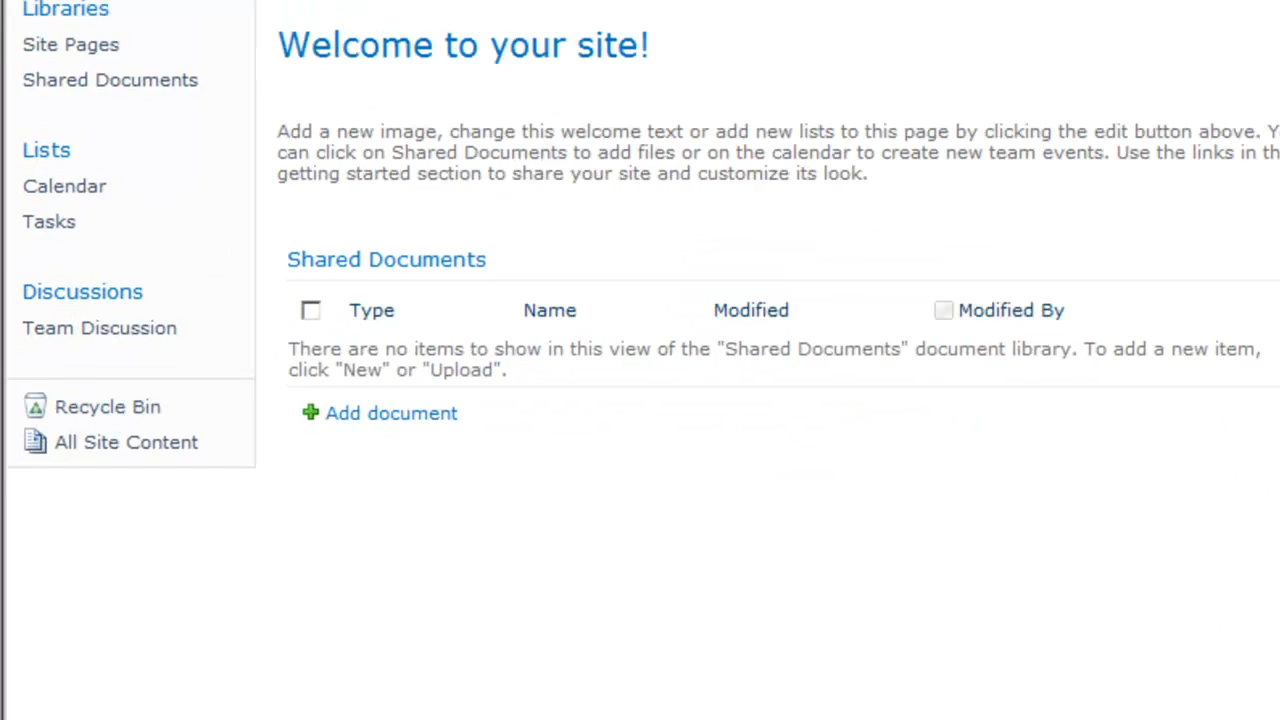 Libraries
Site Pages
Shared Documents
Lists
Calendar
Tasks
Discussions
Team Discussion
Recycle Bin
All Site Content
Welcome to your site!
Add a new image, change this welcome text or add new lists to this page by clicking the edit button above.
can click on Shared Documents to add files or on the calendar to create new team events. Use the links in
getting started section to share your site and customize its look.
Shared Documents
Type Name Modified Modified By
There are no items to show in this view of the "Shared Documents" document library. To add a new item,
click "New" or "Upload".
Add document